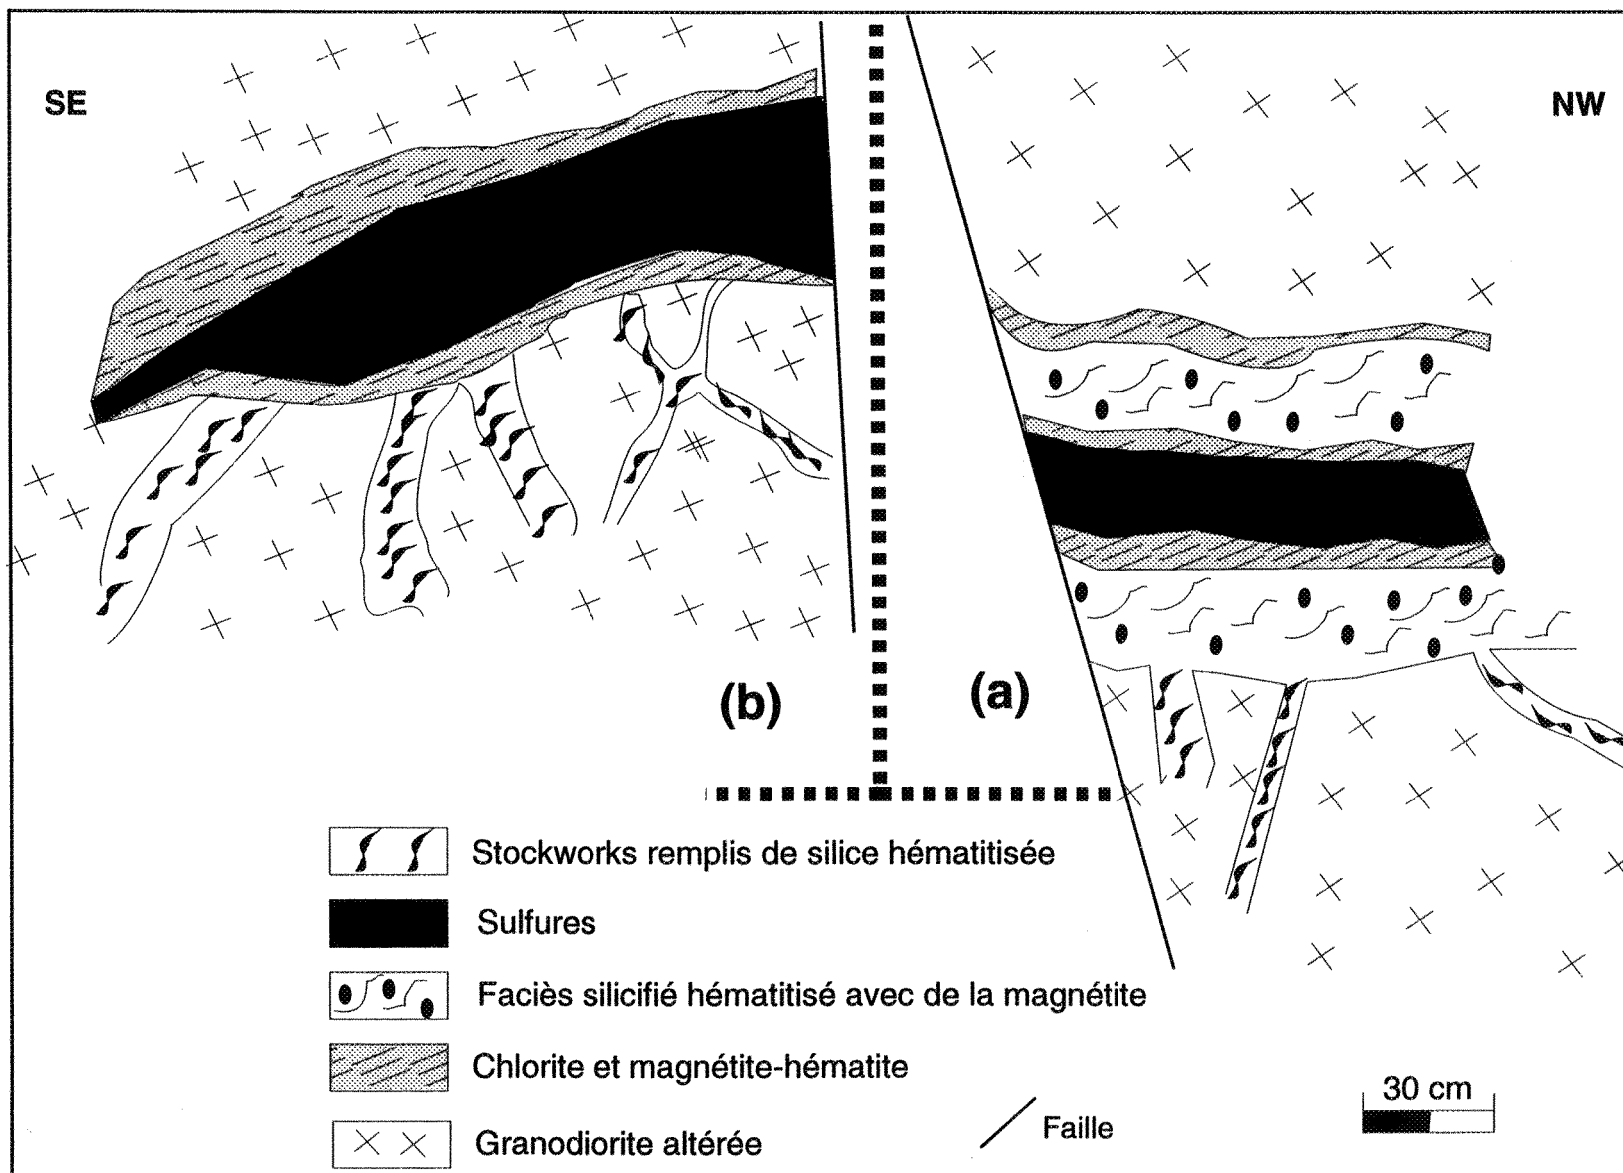 SE
NW
(b)
(a)
Stockworks remplis de silice hématitisée
Sulfures
Faciès silicifié hématitisé avec de la magnétite
Chlorite et magnétite-hématite
Granodiorite altérée
Faille
30 cm